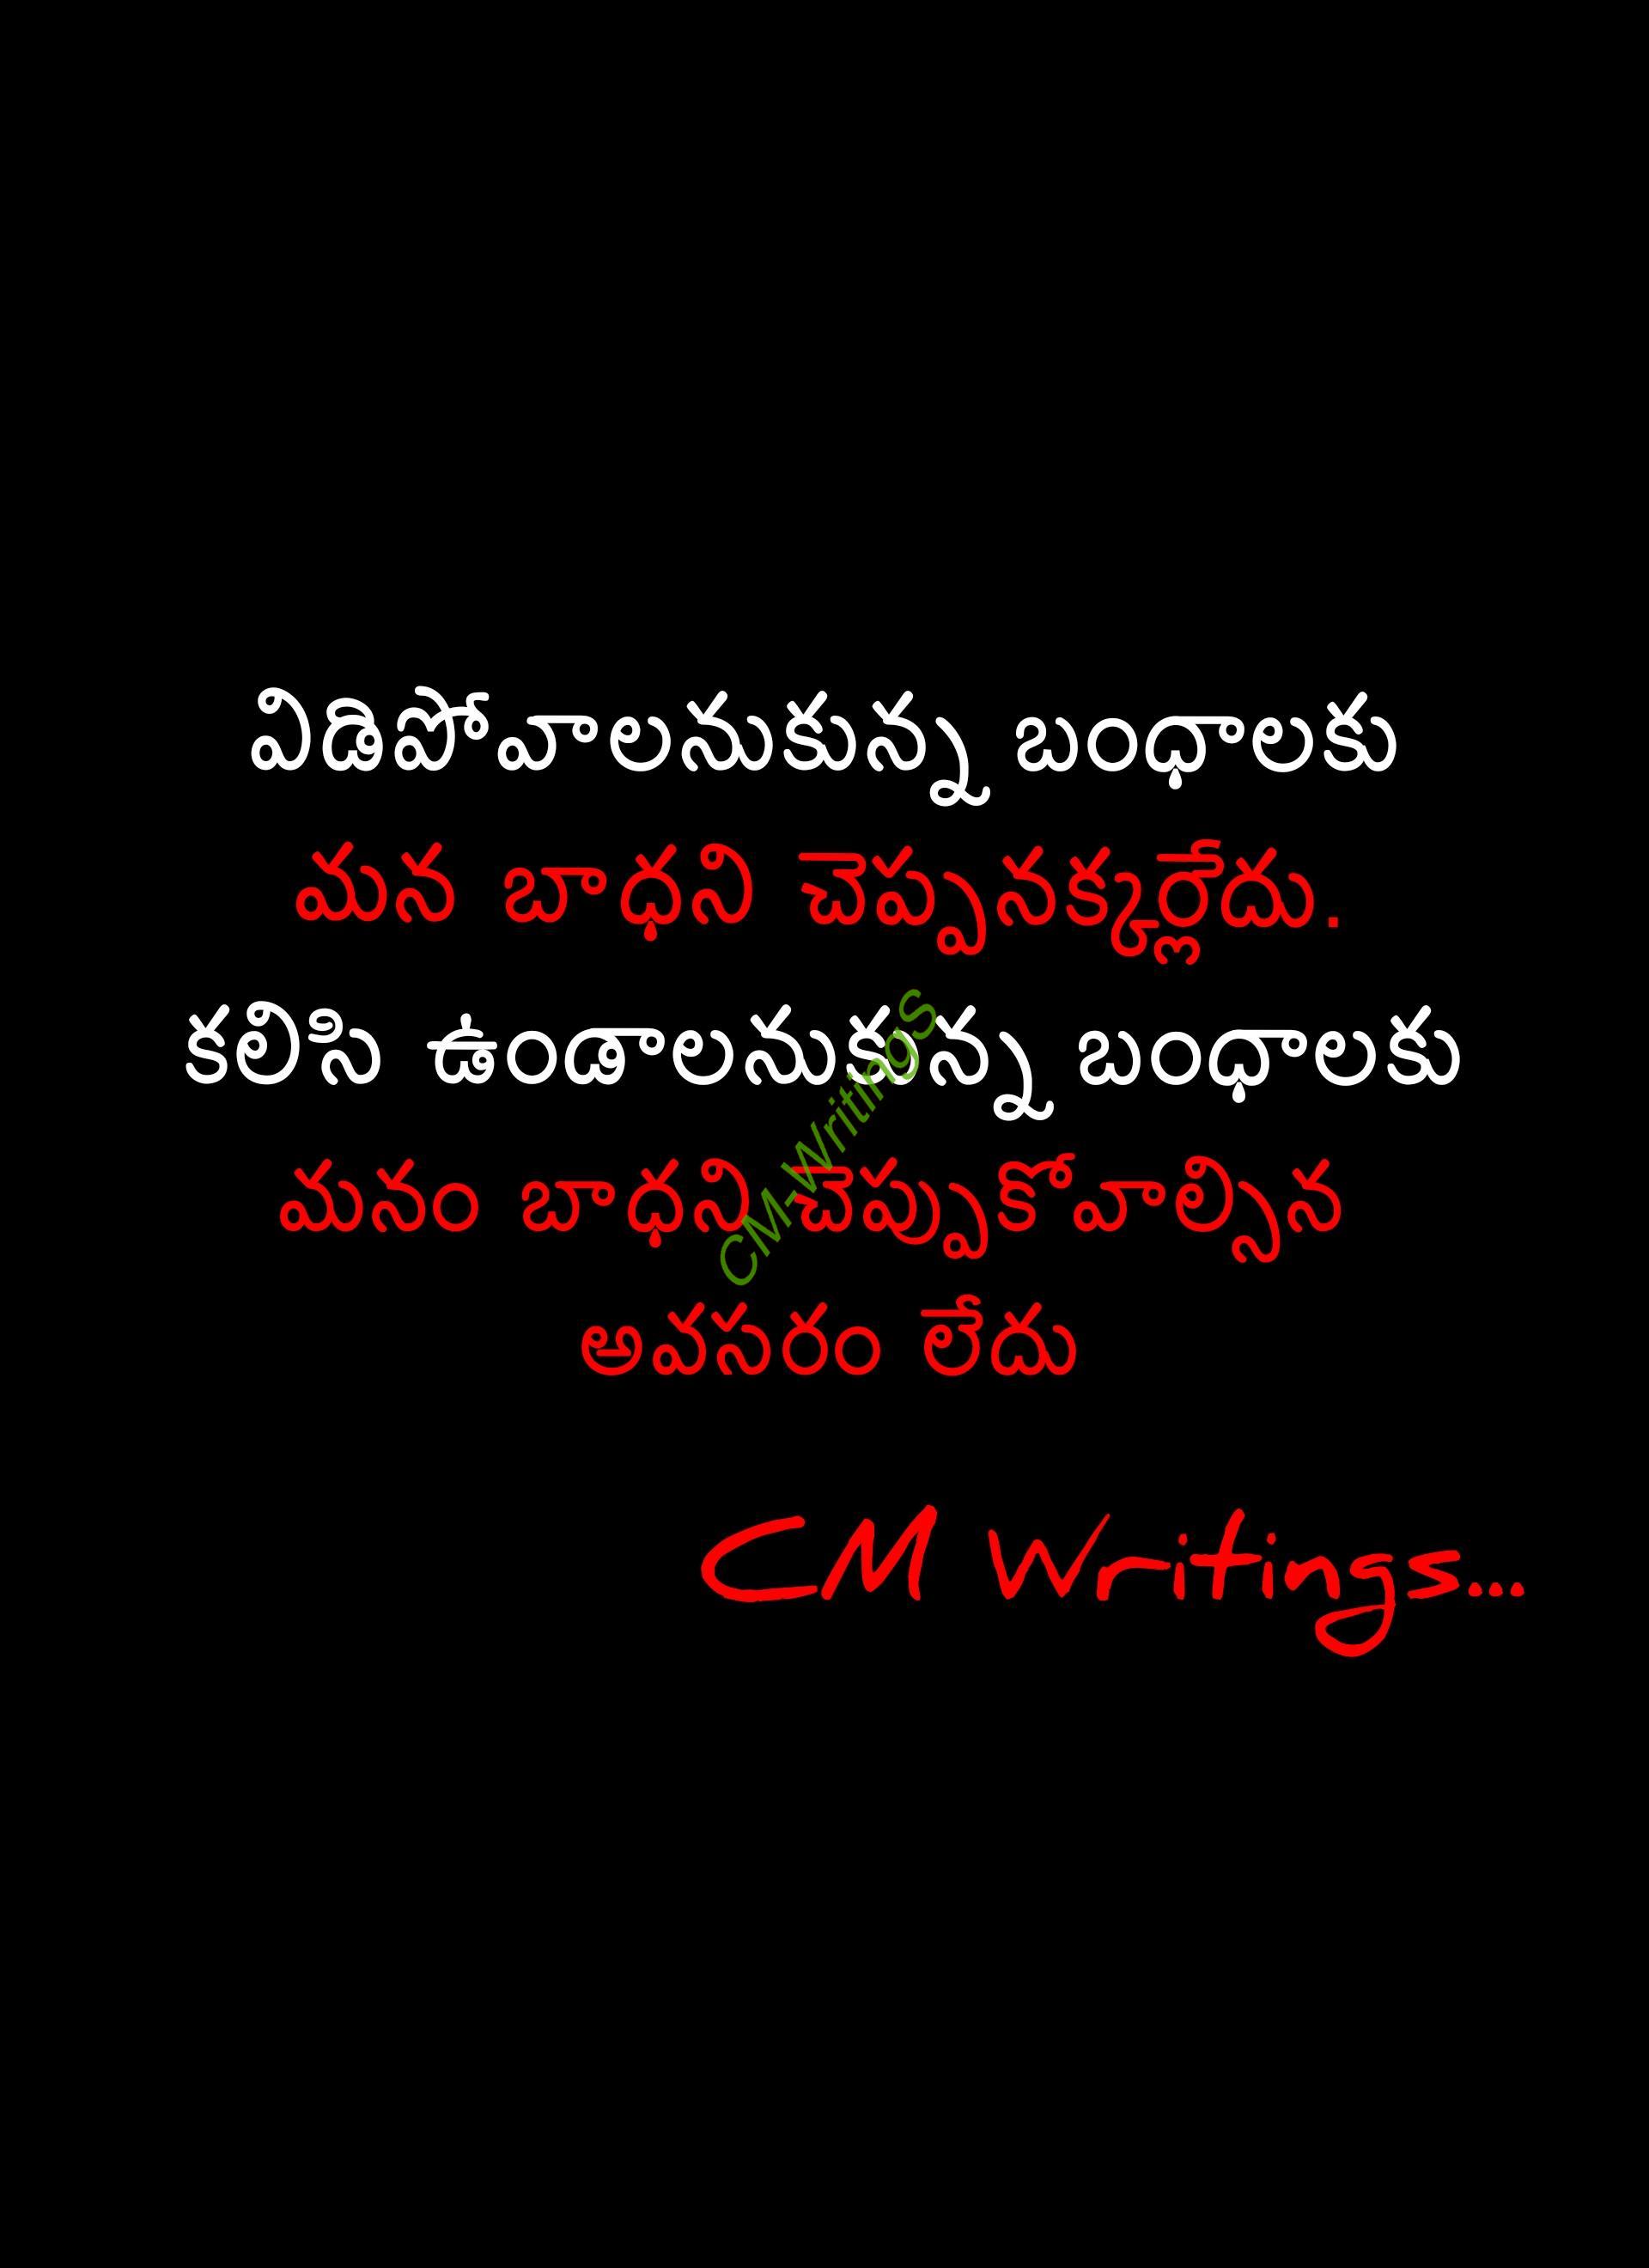 విడిపోవాలనుకున్న బంధాలకు
మన బాధని చెప్పనక్కర్లేదు.
కలిసి ఉండాలనుకున్న బంధాలకు
మనం బాధని చెప్పుకోవాల్సిన
అవసరం లేదు
CM Writings
CM Writings...